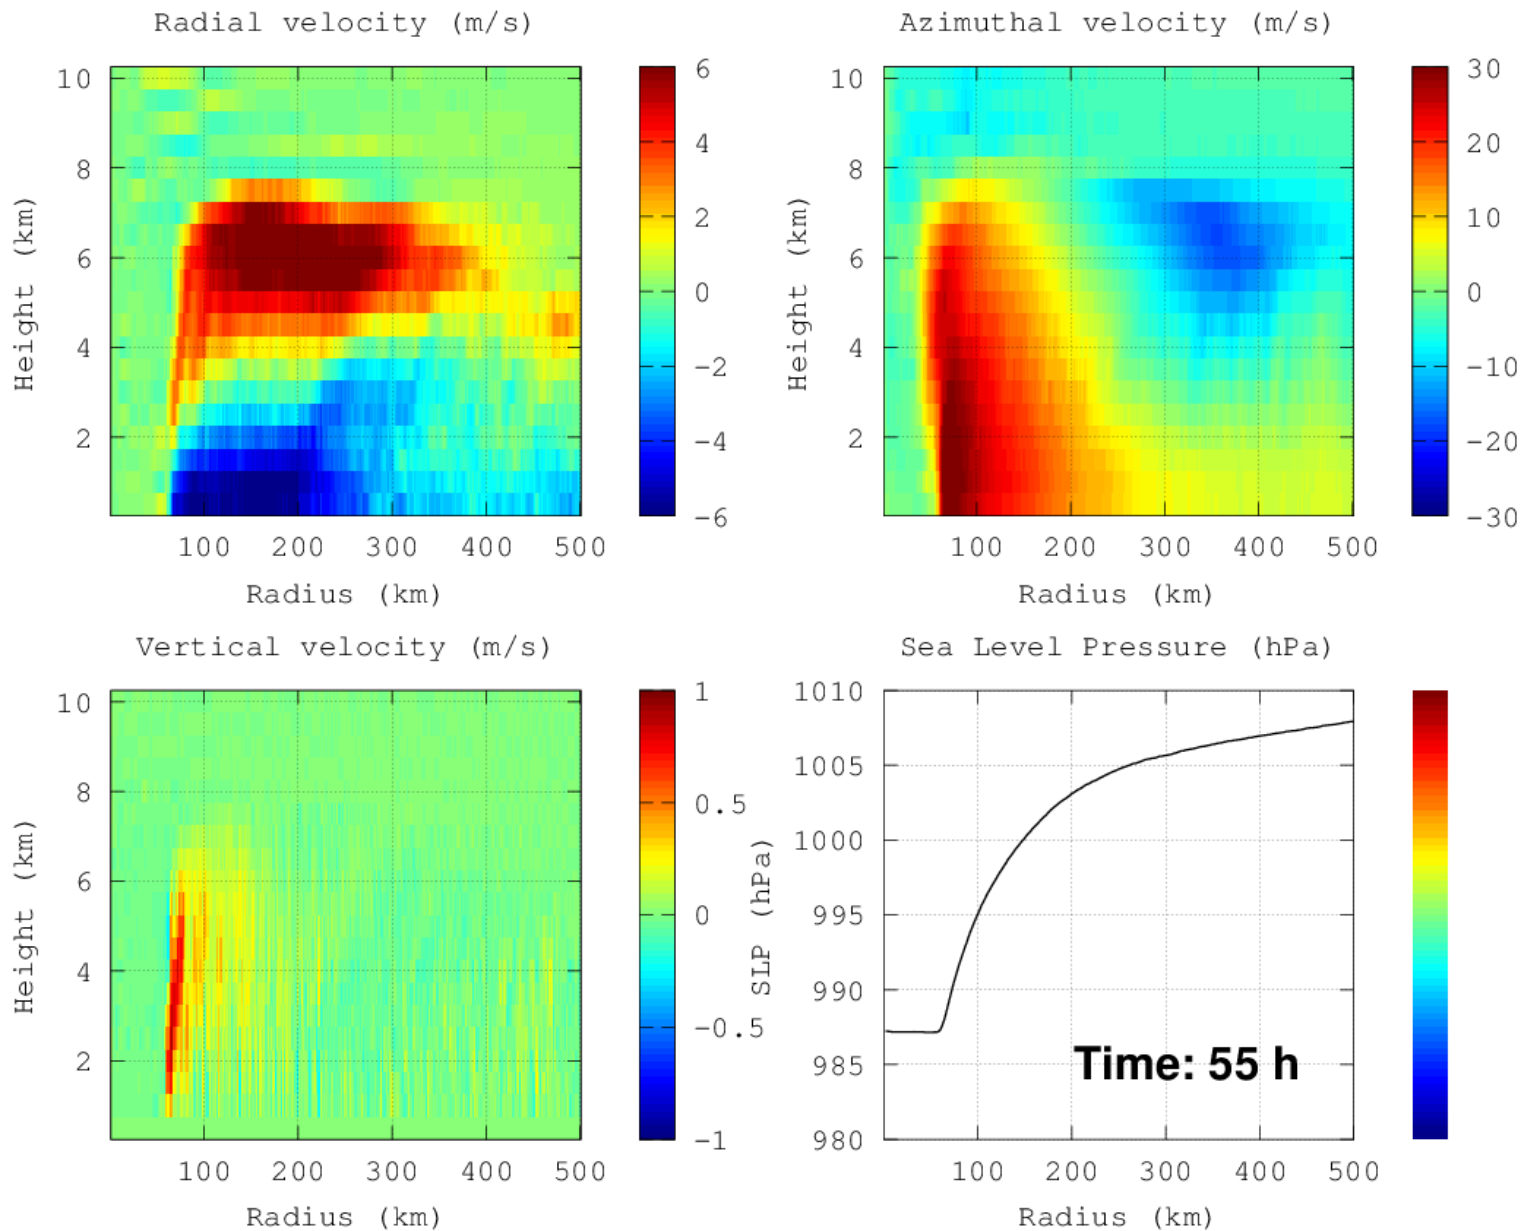 Radial velocity (m/s)
10
8
6
4
2
Height (km)
100 200 300 400 500
Radius (km)
6
4
2
0
−2
−4
−6
Azimuthal velocity (m/s)
10
8
6
4
2
Height (km)
100 200 300 400 500
Radius (km)
30
20
10
0
−10
−20
−30
Vertical velocity (m/s)
10
8
6
4
2
Height (km)
100 200 300 400 500
Radius (km)
1
0.5
0
−0.5
−1
Sea Level Pressure (hPa)
1010
1005
1000
995
990
985
980
SLP (hPa)
Time: 55 h
100 200 300 400 500
Radius (km)